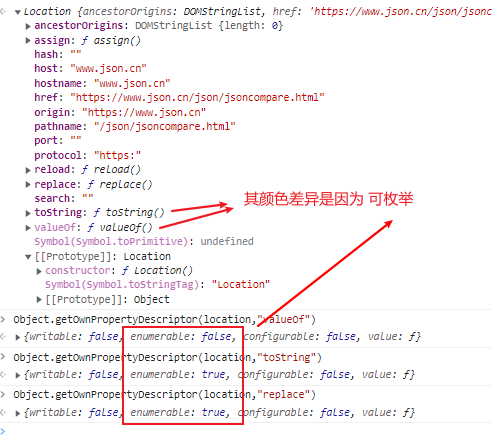 Location {ancestorOrigins: DOMStringList, href: 'https://www.json.cn/json/jsonc
ancestorOrigins: DOMStringList {length: 0}
assign: ƒ assign()
hash: ""
host: "www.json.cn"
hostname: "www.json.cn"
href: "https://www.json.cn/json/jsoncompare.html"
origin: "https://www.json.cn"
pathname: "/json/jsoncompare.html"
port: ""
protocol: "https:"
reload: ƒ reload()
replace: ƒ replace()
search: ""
toString: ƒ toString()
其颜色差异是因为 可枚举
valueOf: ƒ valueOf()
Symbol(Symbol.toPrimitive): undefined
[[Prototype]]: Location
constructor: ƒ Location()
Symbol(Symbol.toStringTag): "Location"
[[Prototype]]: Object
Object.getOwnPropertyDescriptor(location,"valueOf")
{writable: false, enumerable: false, configurable: false, value: ƒ}
Object.getOwnPropertyDescriptor(location,"toString")
{writable: false, enumerable: true, configurable: false, value: ƒ}
Object.getOwnPropertyDescriptor(location,"replace")
{writable: false, enumerable: true, configurable: false, value: ƒ}